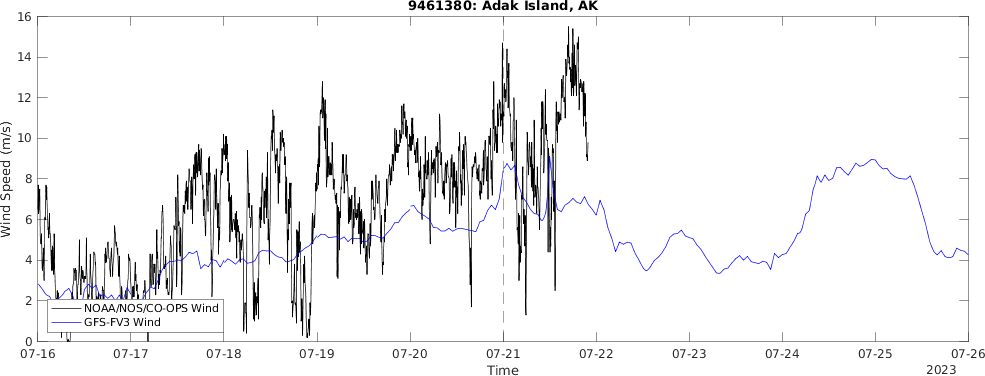 9461380: Adak Island, AK
Wind Speed (m/s)
16
14
12
10
8
6
4
2
0
NOAA/NOS/CO-OPS Wind
GFS-FV3 Wind
07-16 07-17 07-18 07-19 07-20 07-21 07-22 07-23 07-24 07-25 07-26
Time
2023